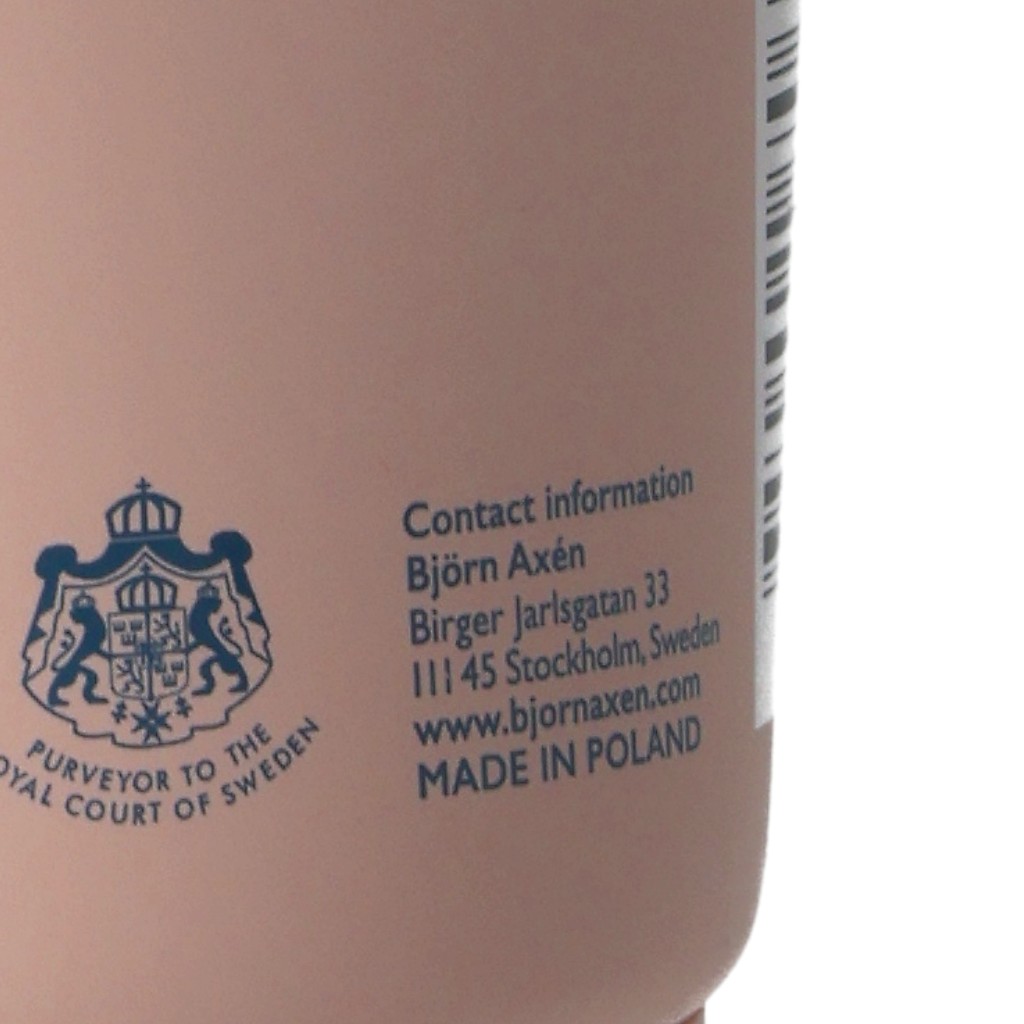 PURVEYOR TO THE
OYAL COURT OF SWEDEN
Contact information
Björn Axén
Birger Jarlsgatan 33
111 45 Stockholm, Sweden
www.bjornaxen.com
MADE IN POLAND